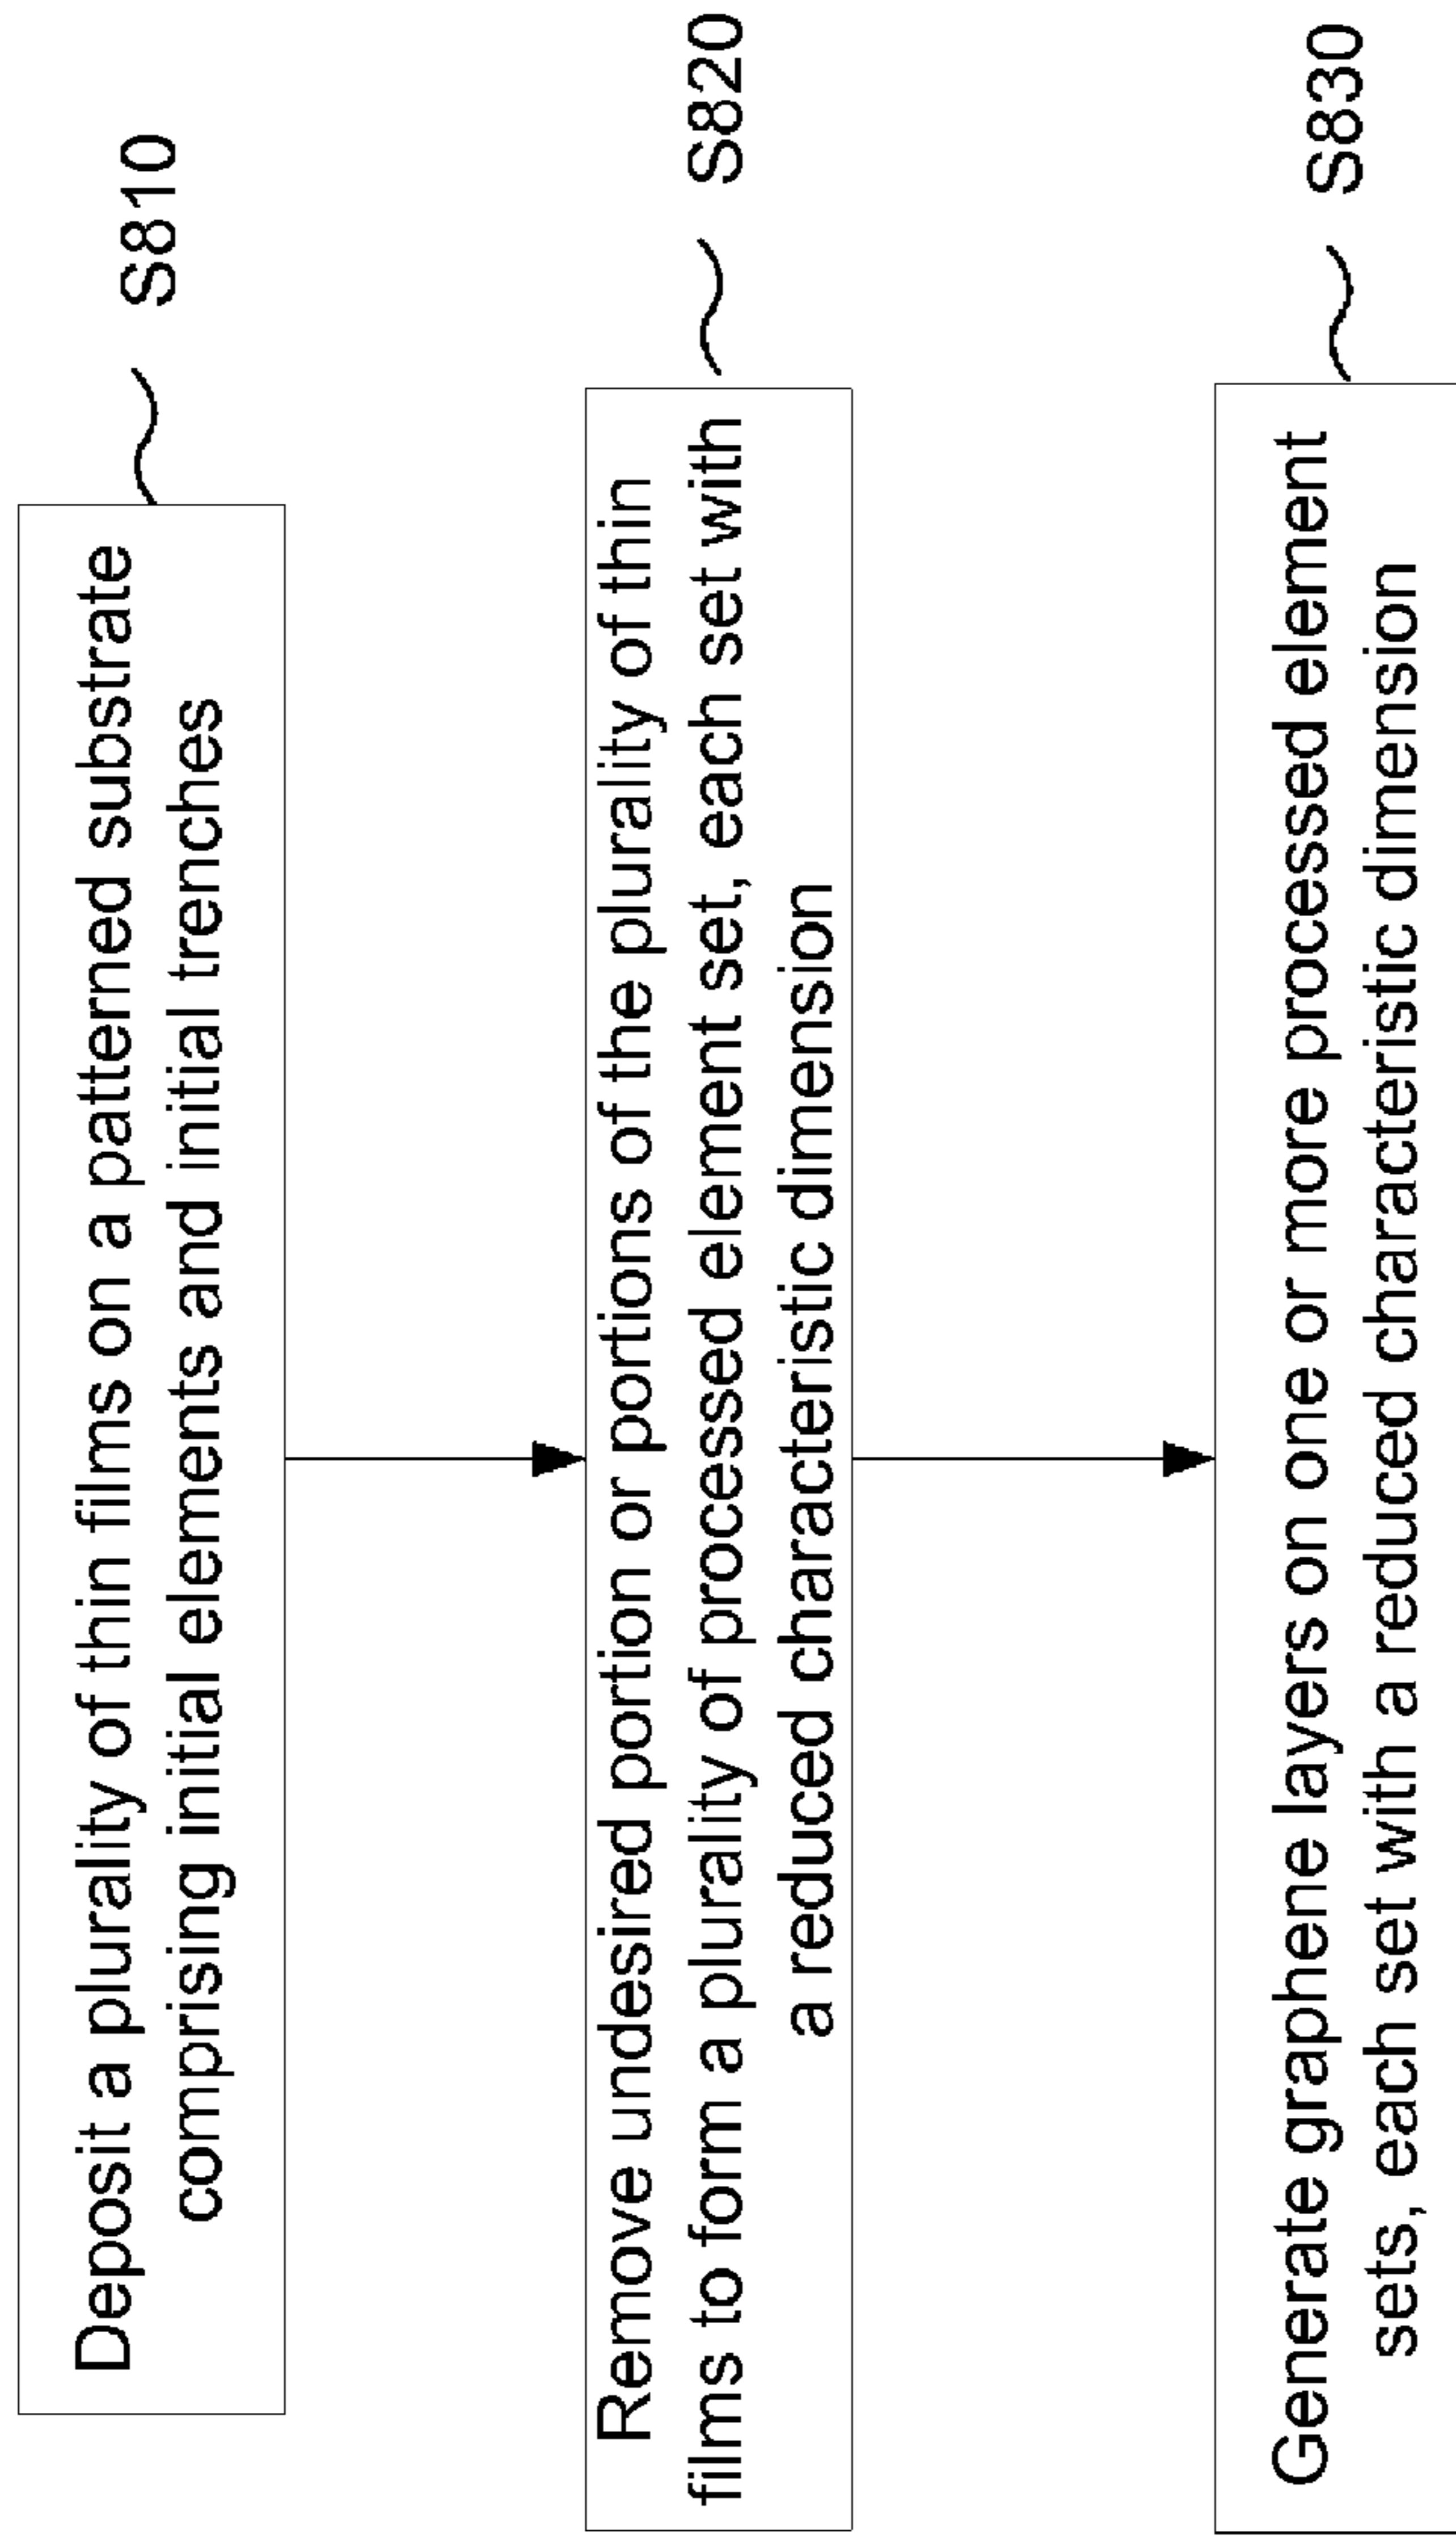 Deposit a plurality of thin films on a patterned substrate
comprising initial elements and initial trenches
S810
Remove undesired portion or portions of the plurality of thin
films to form a plurality of processed element set, each set with
a reduced characteristic dimension
S820
Generate graphene layers on one or more processed element
sets, each set with a reduced characteristic dimension
S830